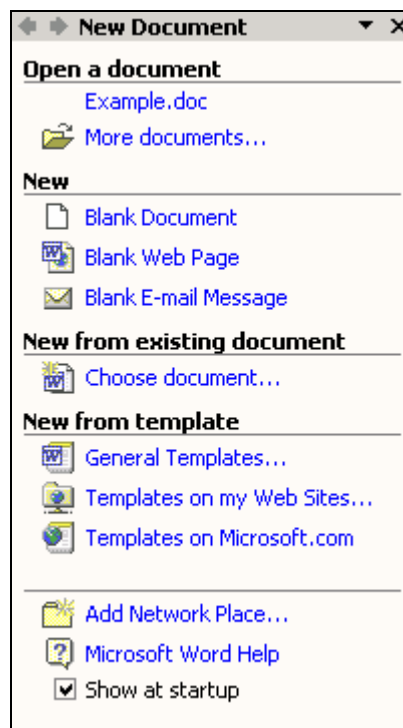 New Document
Open a document
Example.doc
More documents...
New
Blank Document
Blank Web Page
Blank E-mail Message
New from existing document
Choose document...
New from template
General Templates...
Templates on my Web Sites...
Templates on Microsoft.com
Add Network Place...
Microsoft Word Help
Show at startup